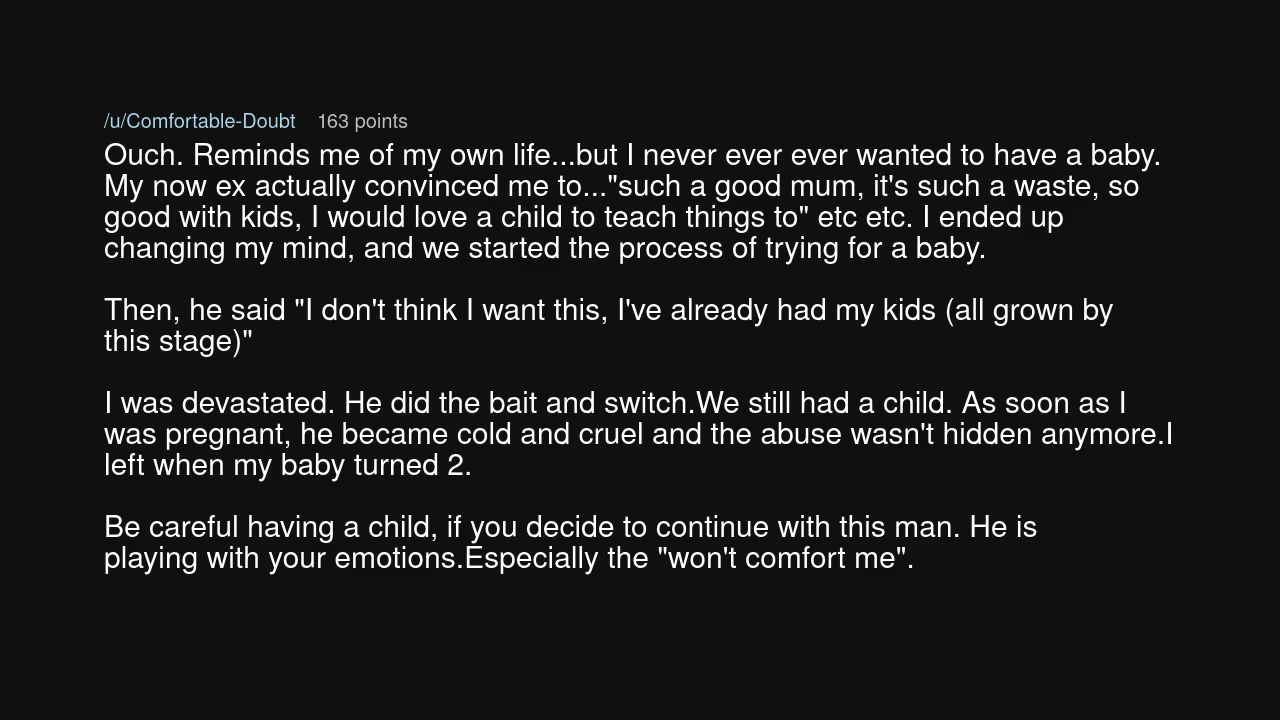 /u/Comfortable-Doubt 163 points
Ouch. Reminds me of my own life...but I never ever ever wanted to have a baby.
My now ex actually convinced me to..."such a good mum, it's such a waste, so
good with kids, I would love a child to teach things to" etc etc. I ended up
changing my mind, and we started the process of trying for a baby.
Then, he said "I don't think I want this, I've already had my kids (all grown by
this stage)"
I was devastated. He did the bait and switch.We still had a child. As soon as I
was pregnant, he became cold and cruel and the abuse wasn't hidden anymore.I
left when my baby turned 2.
Be careful having a child, if you decide to continue with this man. He is
playing with your emotions.Especially the "won't comfort me".